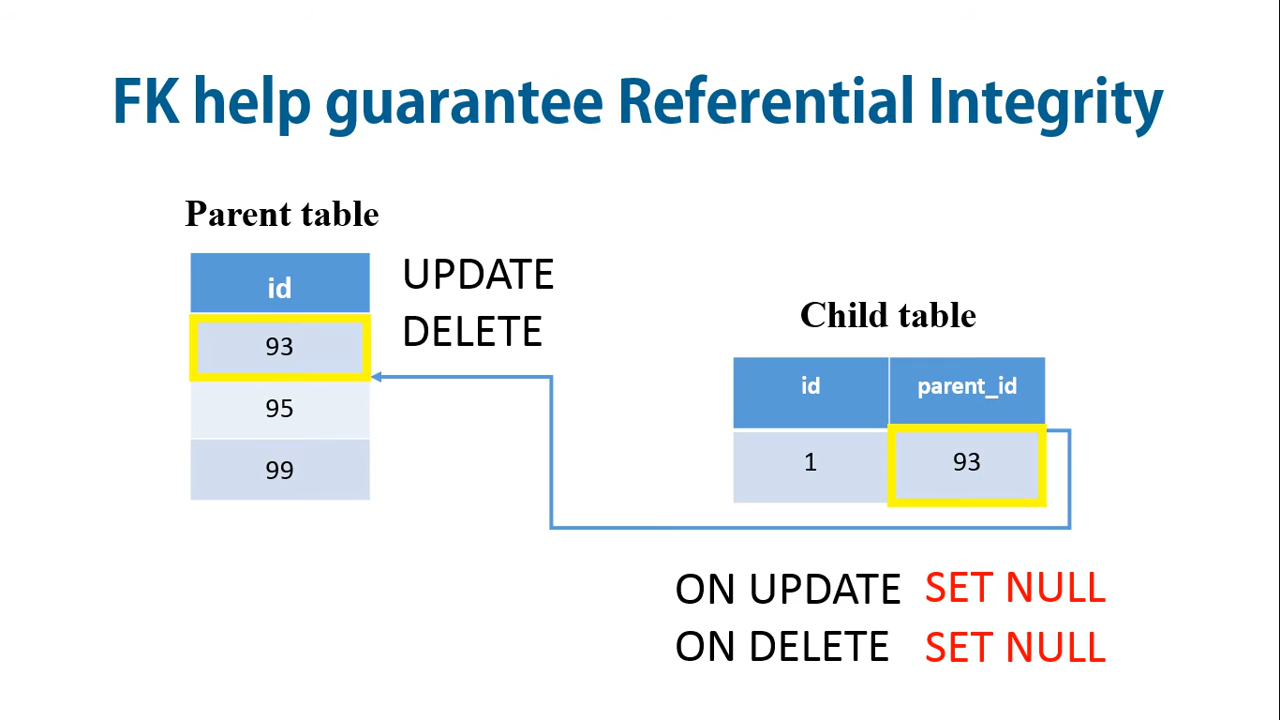 FK help guarantee Referential Integrity
Parent table
id
93
95
99
UPDATE
DELETE
Child table
id parent_id
1 93
ON UPDATE SET NULL
ON DELETE SET NULL